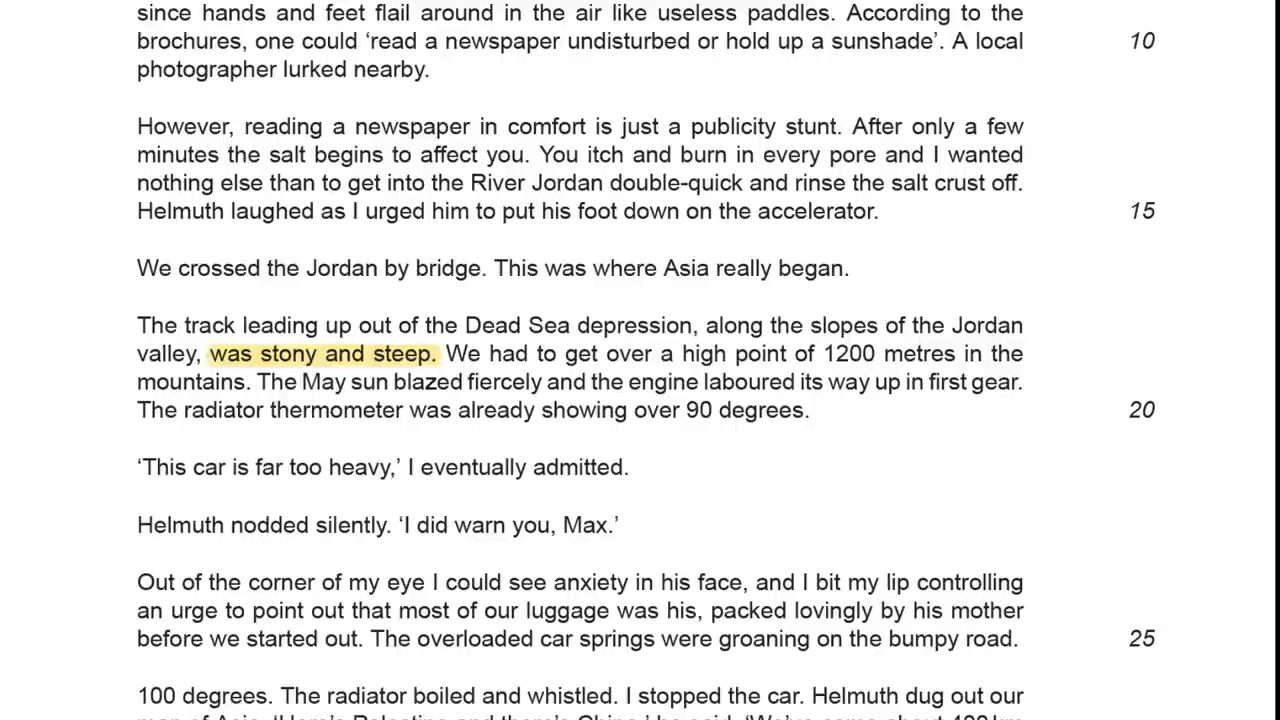 since hands and feet flail around in the air like useless paddles. According to the
brochures, one could ‘read a newspaper undisturbed or hold up a sunshade’. A local 10
photographer lurked nearby.
However, reading a newspaper in comfort is just a publicity stunt. After only a few
minutes the salt begins to affect you. You itch and burn in every pore and I wanted
nothing else than to get into the River Jordan double-quick and rinse the salt crust off.
Helmuth laughed as I urged him to put his foot down on the accelerator. 15
We crossed the Jordan by bridge. This was where Asia really began.
The track leading up out of the Dead Sea depression, along the slopes of the Jordan
valley, was stony and steep. We had to get over a high point of 1200 metres in the
mountains. The May sun blazed fiercely and the engine laboured its way up in first gear.
The radiator thermometer was already showing over 90 degrees. 20
‘This car is far too heavy,’ I eventually admitted.
Helmuth nodded silently. ‘I did warn you, Max.’
Out of the corner of my eye I could see anxiety in his face, and I bit my lip controlling
an urge to point out that most of our luggage was his, packed lovingly by his mother
before we started out. The overloaded car springs were groaning on the bumpy road. 25
100 degrees. The radiator boiled and whistled. I stopped the car. Helmuth dug out our